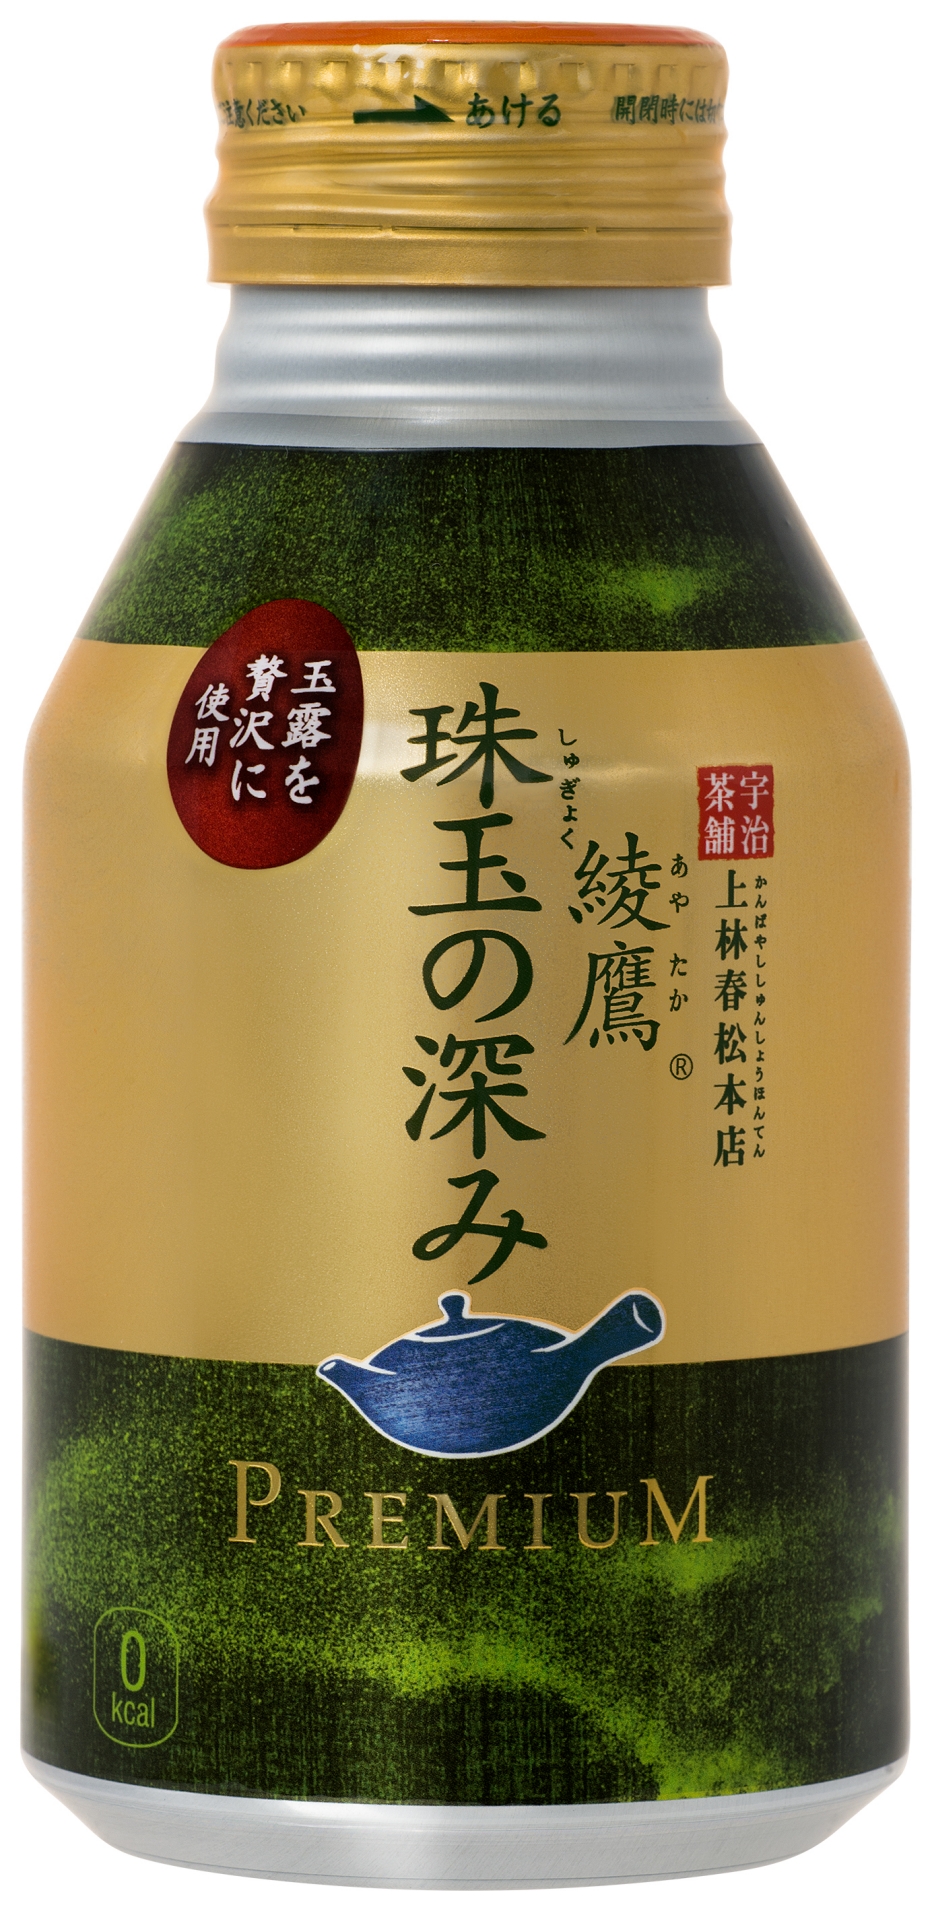 注意ください
あける
開閉時には
宇治
茶舗
上林春松本店
かんばやししゅんしょうほんてん
綾鷹
あやたか
®
珠玉の深み
しゅぎょく
玉露を
贅沢に
使用
PREMIUM
0
kcal